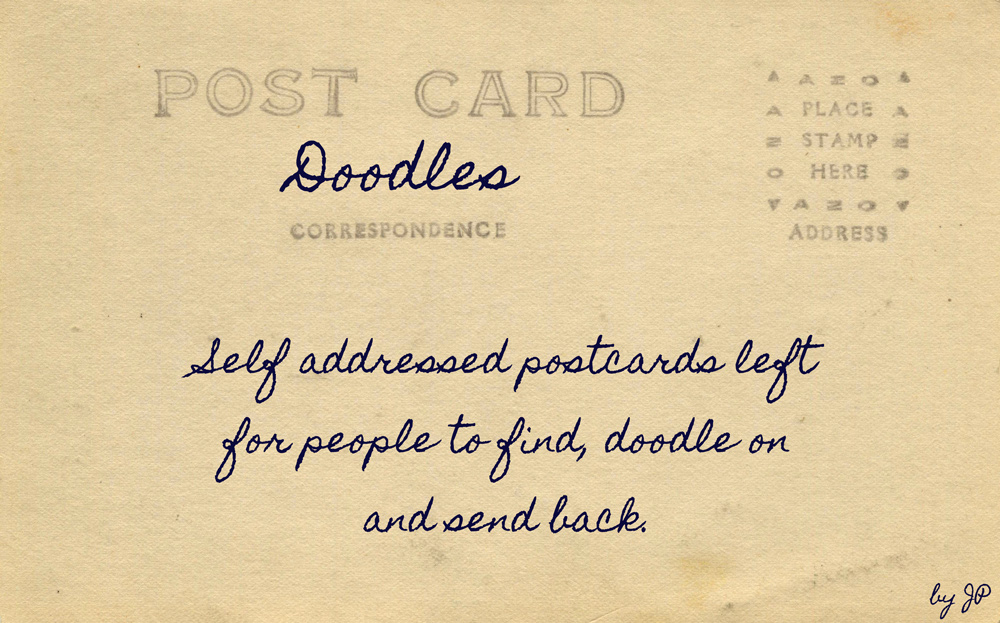 POST CARD
Doodles
CORRESPONDENCE
▲ A Z O ▲
A PLACE A
Z STAMP Z
O HERE O
▼ A Z O ▼
ADDRESS
Self addressed postcards left
for people to find, doodle on
and send back.
by JP